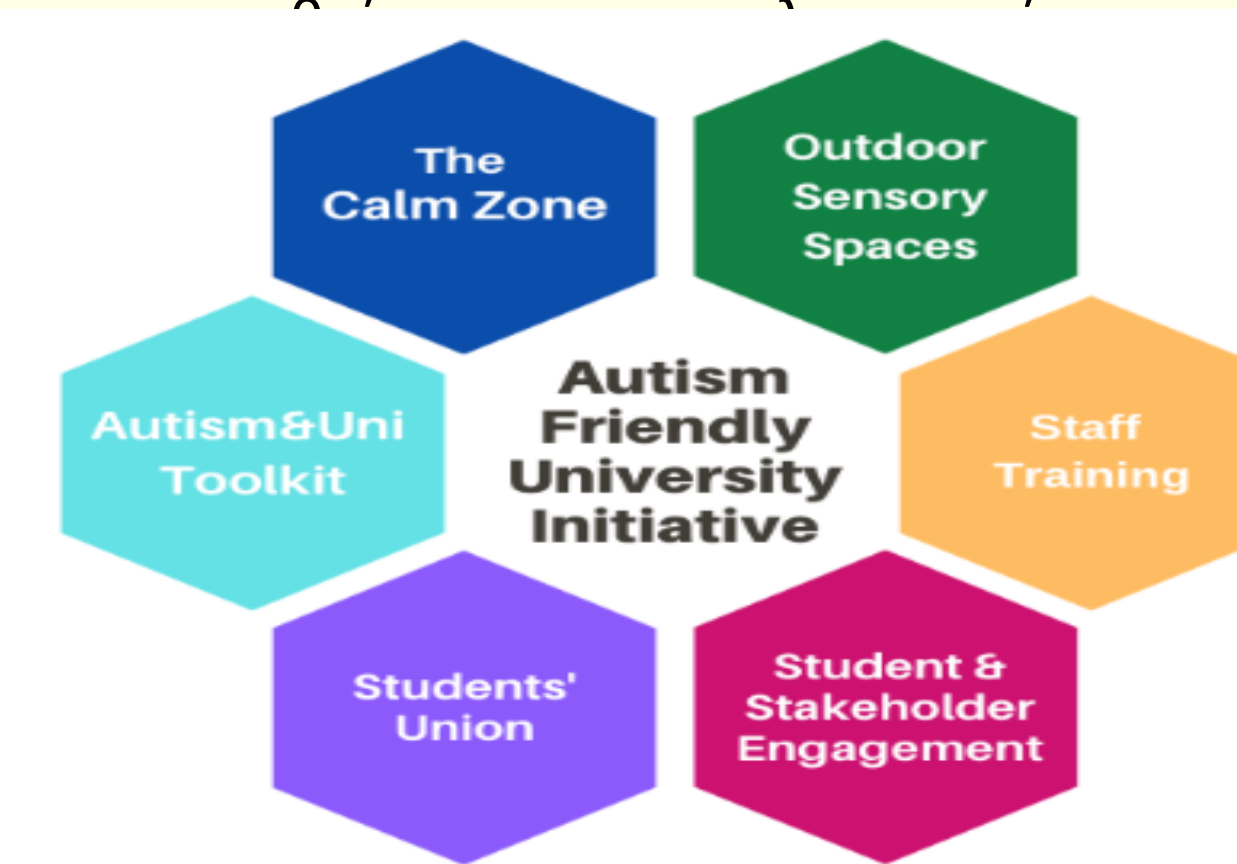 The
Calm Zone
Outdoor
Sensory
Spaces
Autism&Uni
Toolkit
Autism
Friendly
University
Initiative
Staff
Training
Students'
Union
Student &
Stakeholder
Engagement